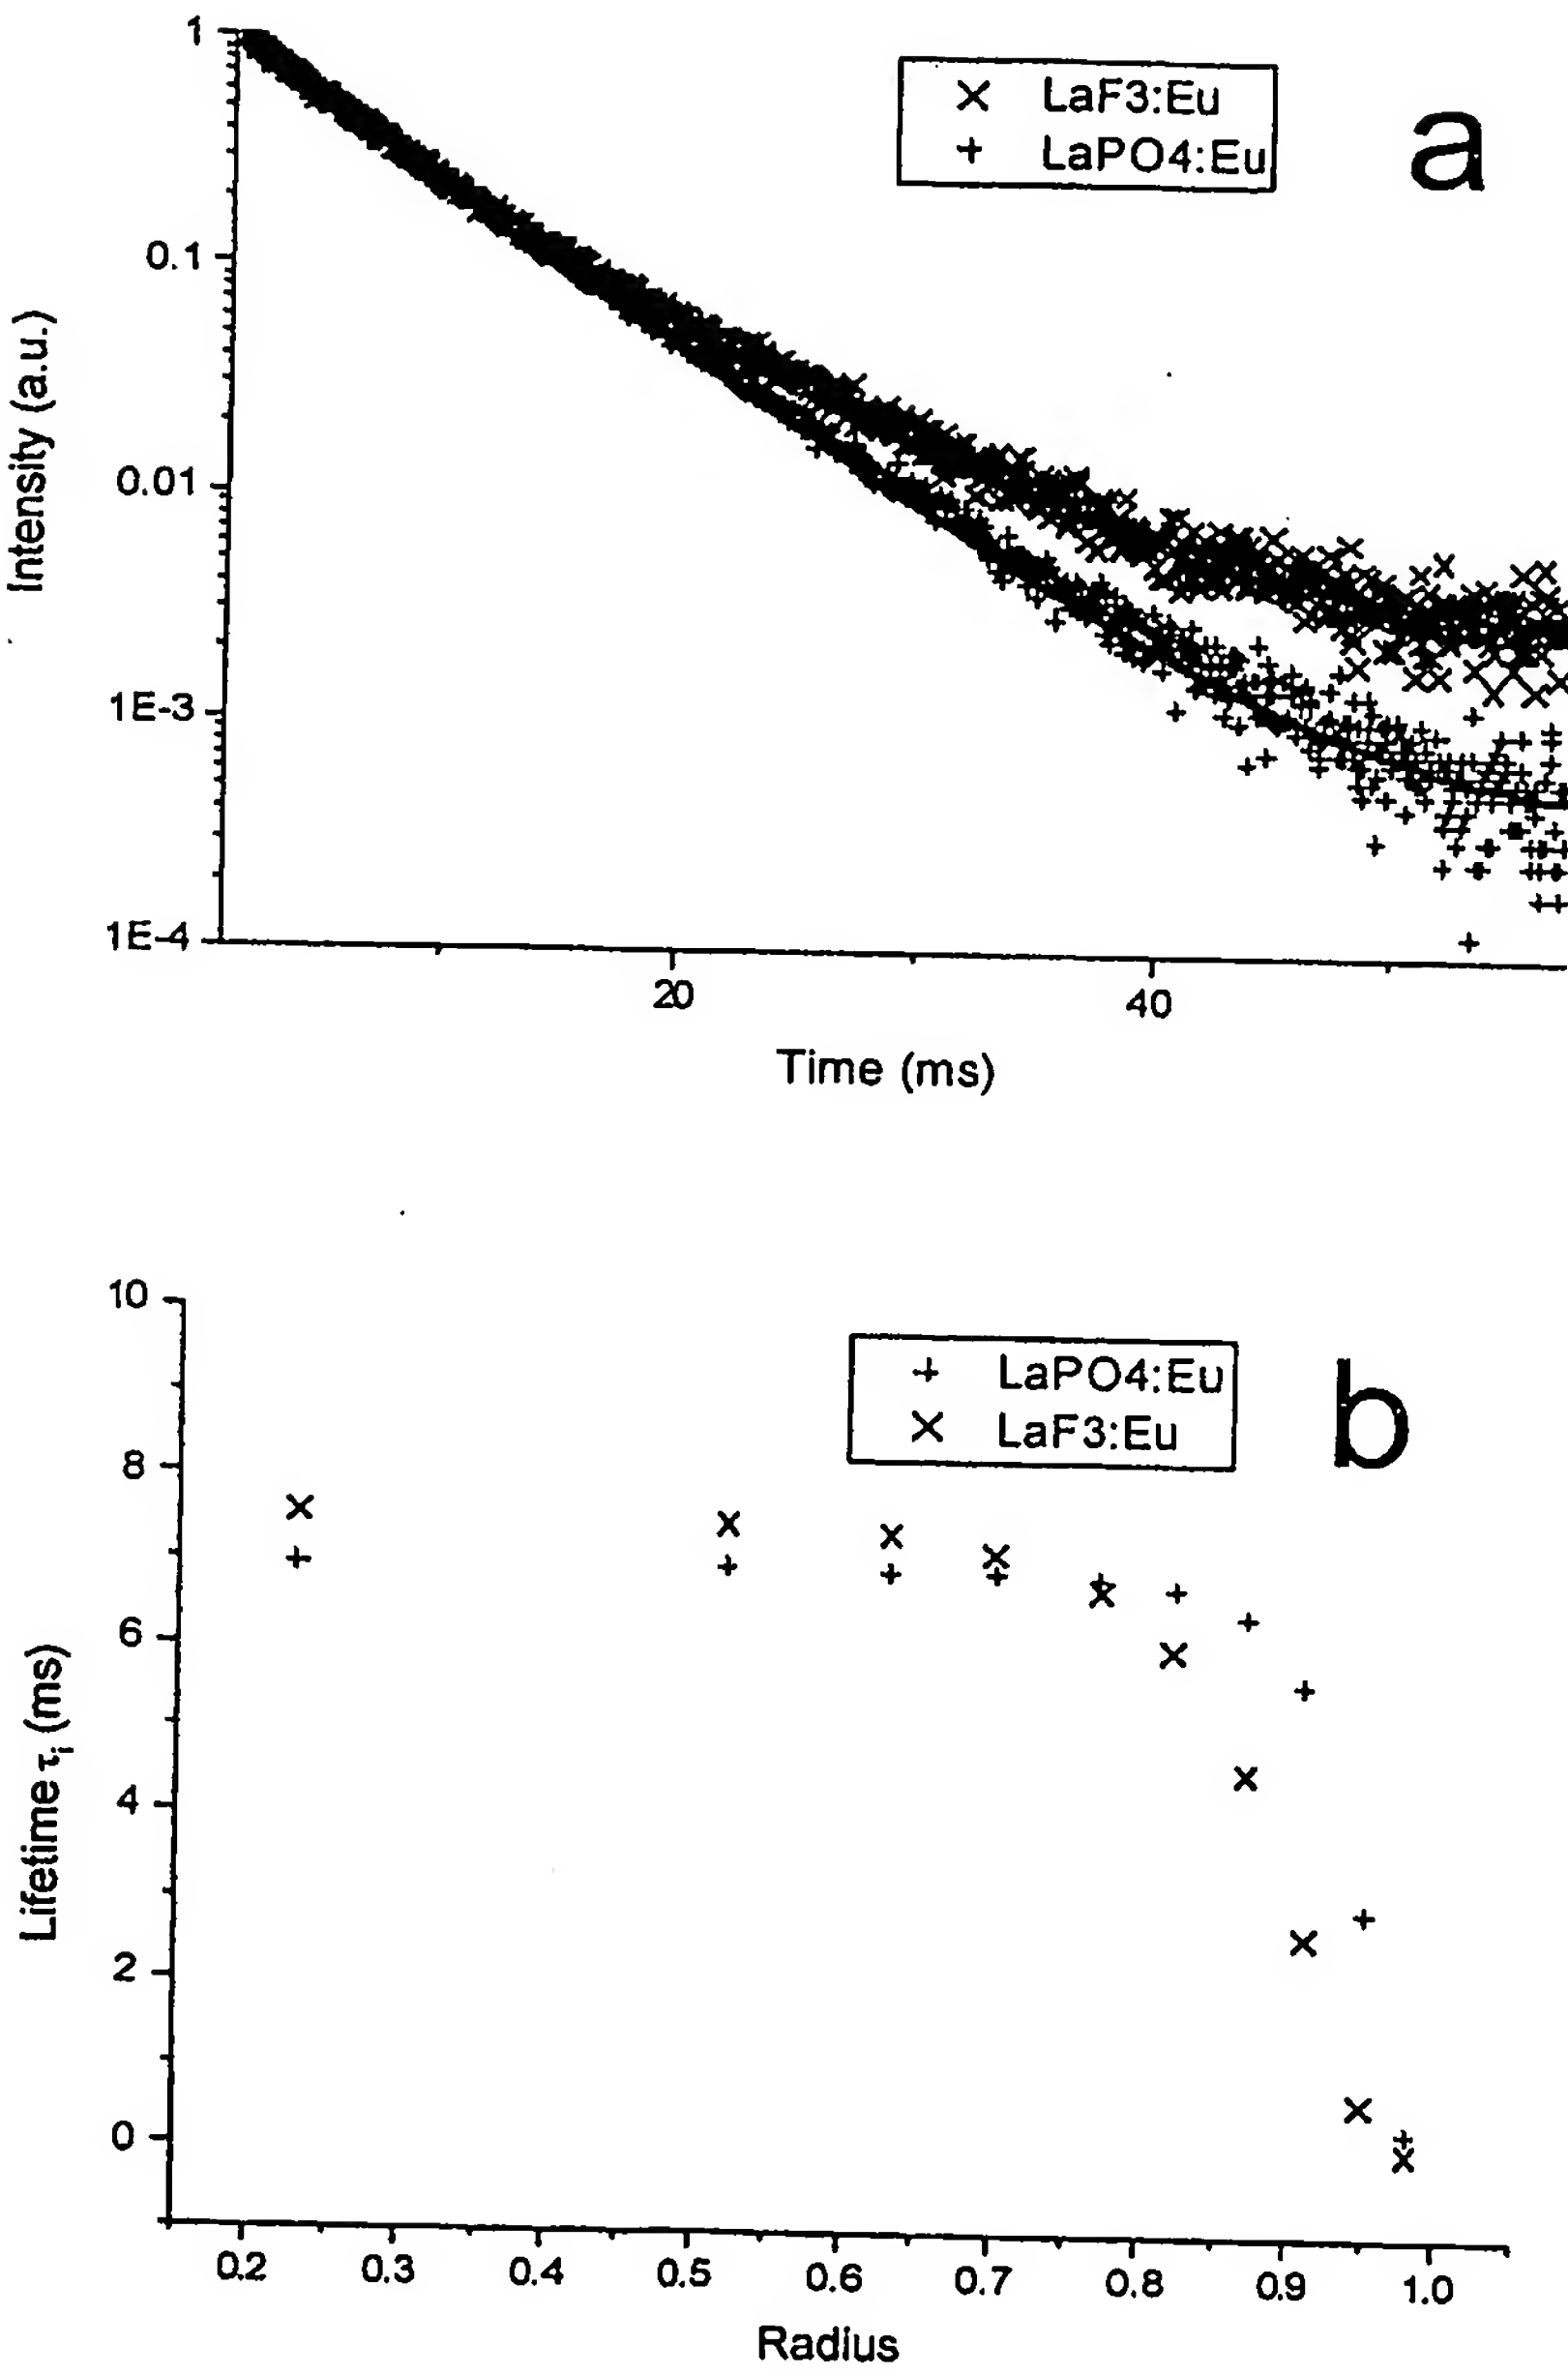 1
LaF3:Eu
LaPO4:Eu
a
0.1
0.01
1E-3
1E-4
Intensity (a.u.)
20
40
Time (ms)
10
LaPO4:Eu
LaF3:Eu
b
8
6
4
2
0
Lifetime τi (ms)
0.2 0.3 0.4 0.5 0.6 0.7 0.8 0.9 1.0
Radius